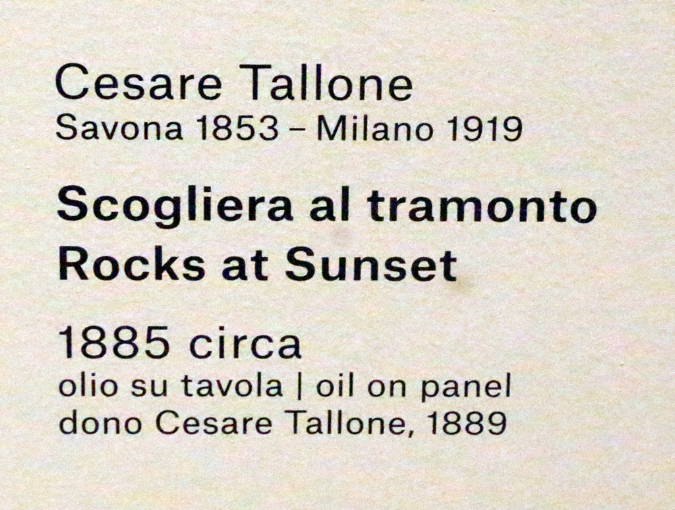 Cesare Tallone
Savona 1853 – Milano 1919
Scogliera al tramonto
Rocks at Sunset
1885 circa
olio su tavola | oil on panel
dono Cesare Tallone, 1889